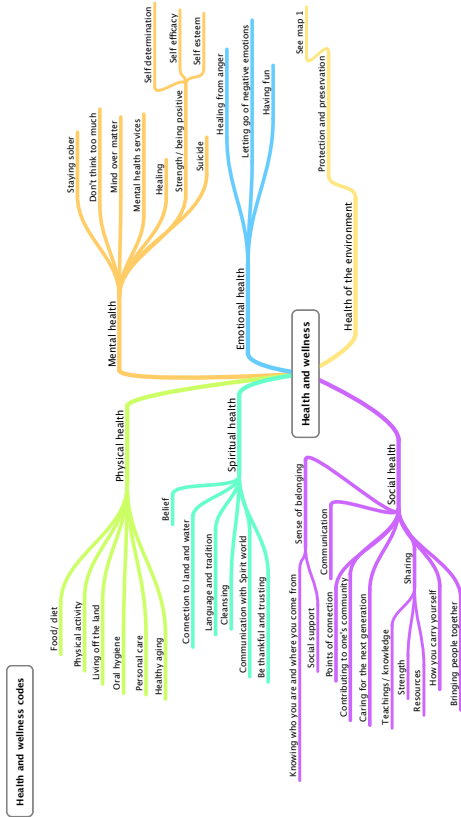 Health and wellness codes
Health and wellness
Mental health
Staying sober
Don't think too much
Mind over matter
Mental health services
Healing
Strength / being positive
Self determination
Self efficacy
Self esteem
Suicide
Emotional health
Healing from anger
Letting go of negative emotions
Having fun
Health of the environment
Protection and preservation
See map 1
Physical health
Food/ diet
Physical activity
Living off the land
Oral hygiene
Personal care
Healthy aging
Spiritual health
Belief
Connection to land and water
Language and tradition
Cleansing
Communication with Spirit world
Be thankful and trusting
Social health
Sense of belonging
Knowing who you are and where you come from
Social support
Communication
Points of connection
Contributing to one's community
Caring for the next generation
Sharing
Teachings/ knowledge
Strength
Resources
How you carry yourself
Bringing people together